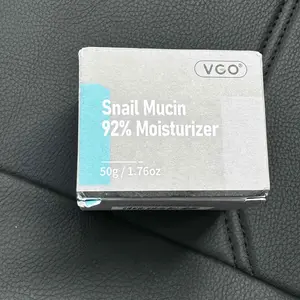 VGO®
Snail Mucin
92% Moisturizer
50g / 1.76oz